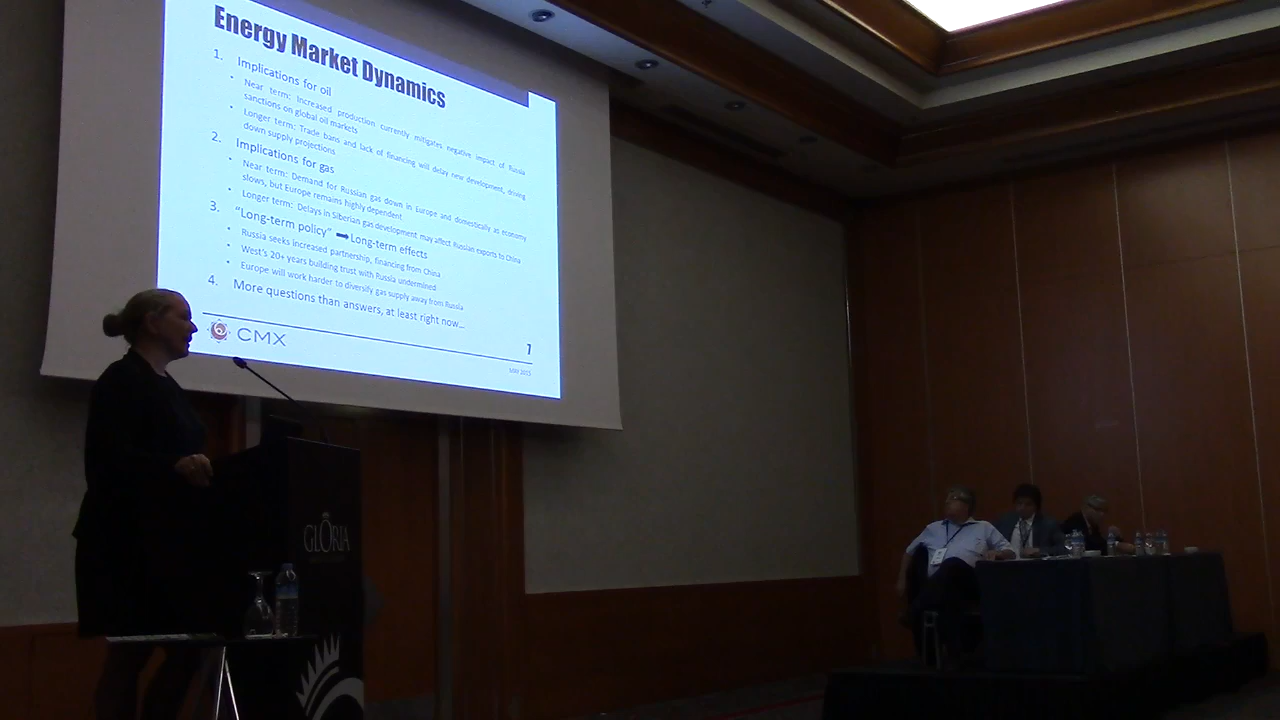 Energy Market Dynamics
1. Implications for oil
• Near term: Increased production currently mitigates negative impact of Russia
sanctions on global oil markets
• Longer term: Trade bans and lack of financing will delay new development, driving
down supply projections
2. Implications for gas
• Near term: Demand for Russian gas down in Europe and domestically as economy
slows, but Europe remains highly dependent
• Longer term: Delays in Siberian gas development may affect Russian exports to China
3. "Long-term policy" ➡ Long-term effects
• Russia seeks increased partnership, financing from China
• West's 20+ years building trust with Russia undermined
• Europe will work harder to diversify gas supply away from Russia
4. More questions than answers, at least right now...
CMX
7
MAY 2015
GLORIA